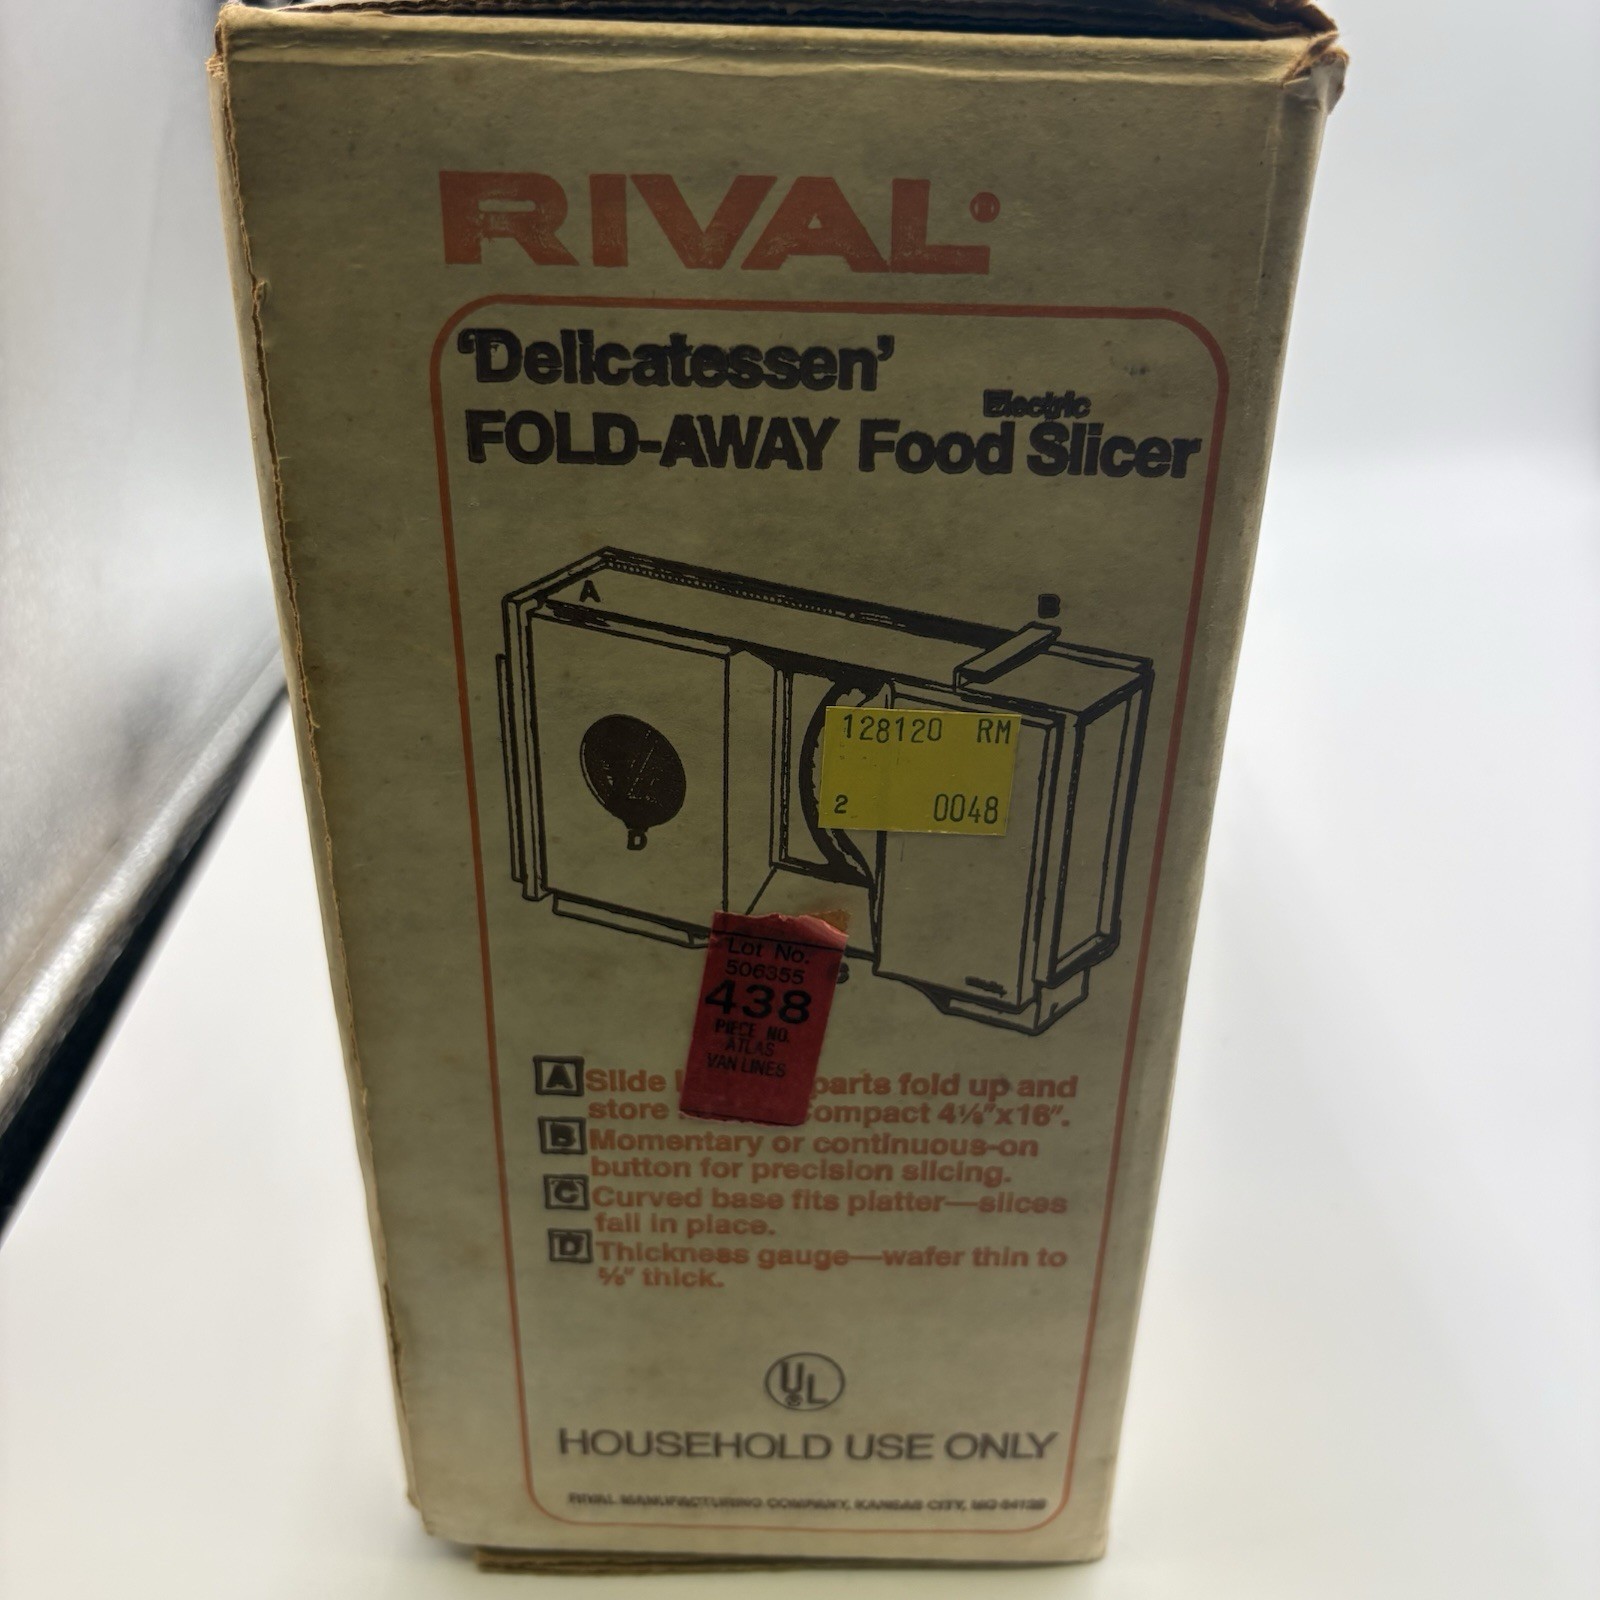 RIVAL®
'Delicatessen'
Electric
FOLD-AWAY Food Slicer
A
B
128120 RM
2 0048
D
Lot No.
506355
438
PIECE NO.
ATLAS
VAN LINES
A Slide parts fold up and
store Compact 4⅛"x16".
B Momentary or continuous-on
button for precision slicing.
C Curved base fits platter—slices
fall in place.
D Thickness gauge—wafer thin to
⅝" thick.
UL
HOUSEHOLD USE ONLY
RIVAL MANUFACTURING COMPANY, KANSAS CITY, MO 64129